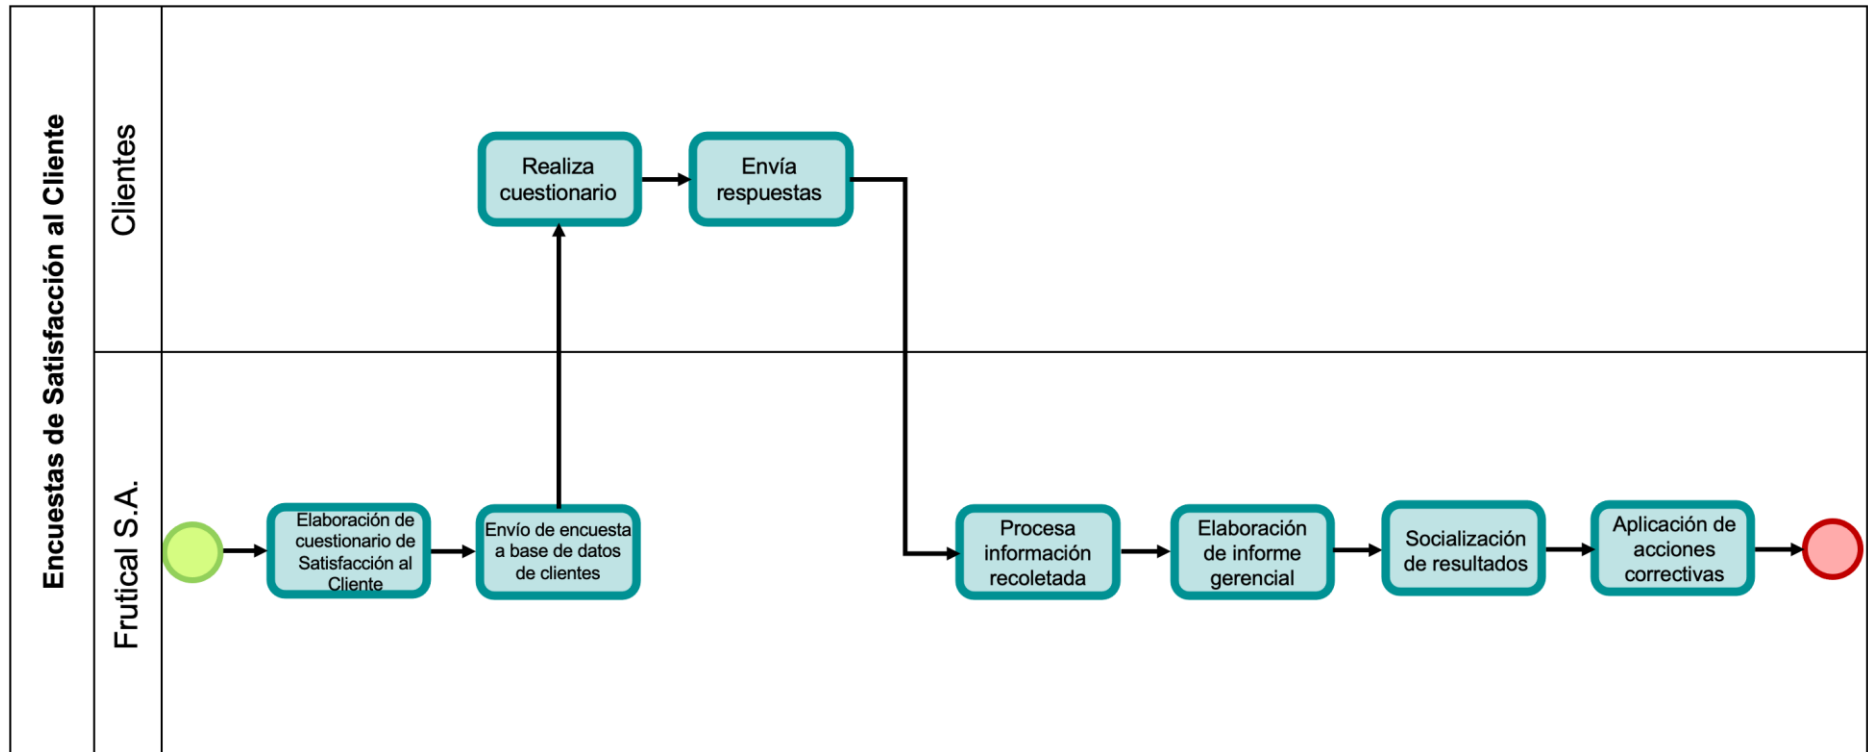 Encuestas de Satisfacción al Cliente
Clientes
Realiza
cuestionario
Envía
respuestas
Frutical S.A.
Elaboración de
cuestionario de
Satisfacción al
Cliente
Envío de encuesta
a base de datos
de clientes
Procesa
información
recoletada
Elaboración
de informe
gerencial
Socialización
de resultados
Aplicación de
acciones
correctivas